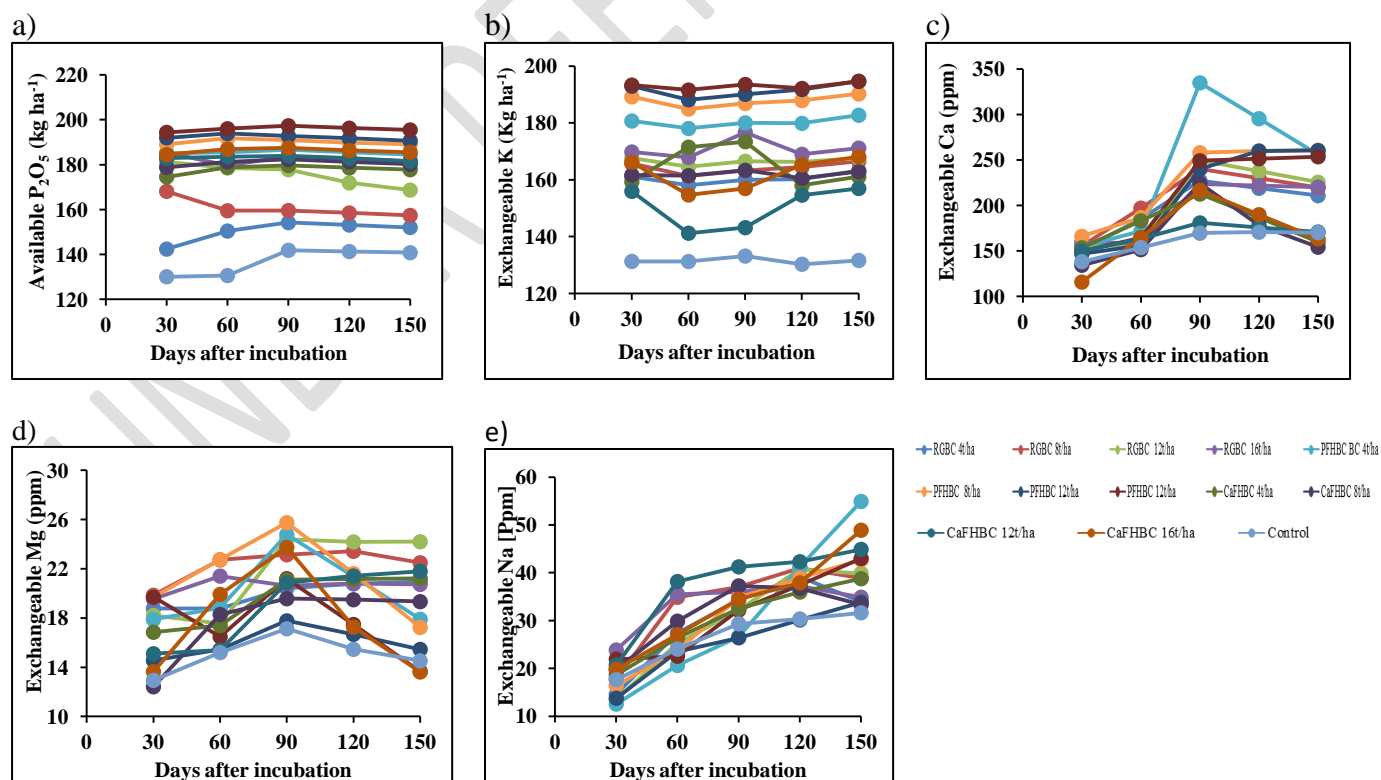 a)
b)
c)
Available P₂O₅ (kg ha⁻¹)
220
200
180
160
140
120
0 30 60 90 120 150
Days after incubation
Exchangeable K (Kg ha⁻¹)
200
180
160
140
120
0 30 60 90 120 150
Days after incubation
Exchangeable Ca (ppm)
350
300
250
200
150
100
0 30 60 90 120 150
Days after incubation
d)
e)
Exchangeable Mg (ppm)
30
26
22
18
14
10
0 30 60 90 120 150
Days after incubation
Exchangeable Na [Ppm]
60
50
40
30
20
10
0 30 60 90 120 150
Days after incubation
RGBC 4t/ha RGBC 8t/ha RGBC 12t/ha RGBC 16t/ha PFHBC BC 4t/ha
PFHBC 8t/ha PFHBC 12t/ha PFHBC 12t/ha CaFHBC 4t/ha CaFHBC 8t/ha
CaFHBC 12t/ha CaFHBC 16t/ha Control